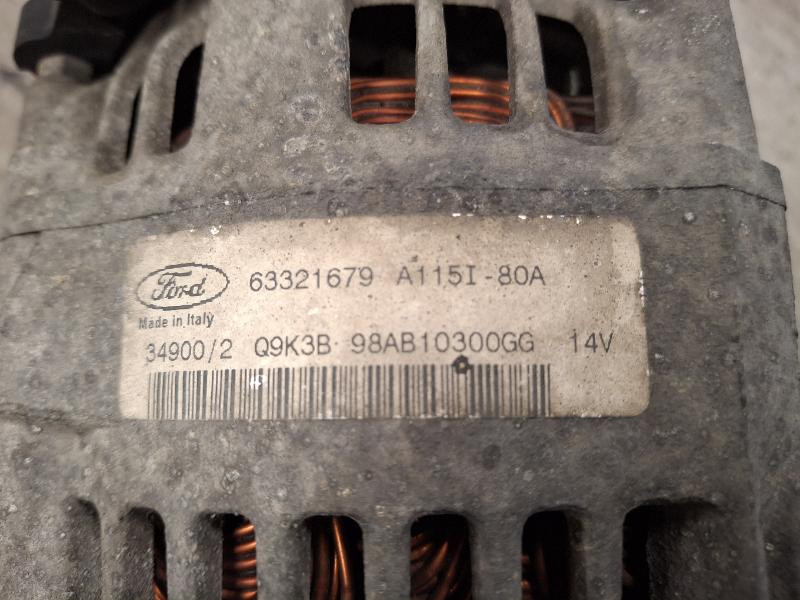 Ford 63321679 A115I-80A
Made in Italy
34900/2 Q9K3B 98AB10300GG 14V